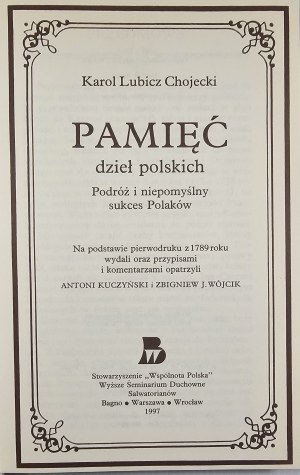 Karol Lubicz Chojecki
PAMIĘĆ
dzieł polskich
Podróż i niepomyślny
sukces Polaków
Na podstawie pierwodruku z 1789 roku
wydali oraz przypisami
i komentarzami opatrzyli
ANTONI KUCZYŃSKI i ZBIGNIEW J. WÓJCIK
Stowarzyszenie „Wspólnota Polska”
Wyższe Seminarium Duchowne
Salwatorianów
Bagno ● Warszawa ● Wrocław
1997